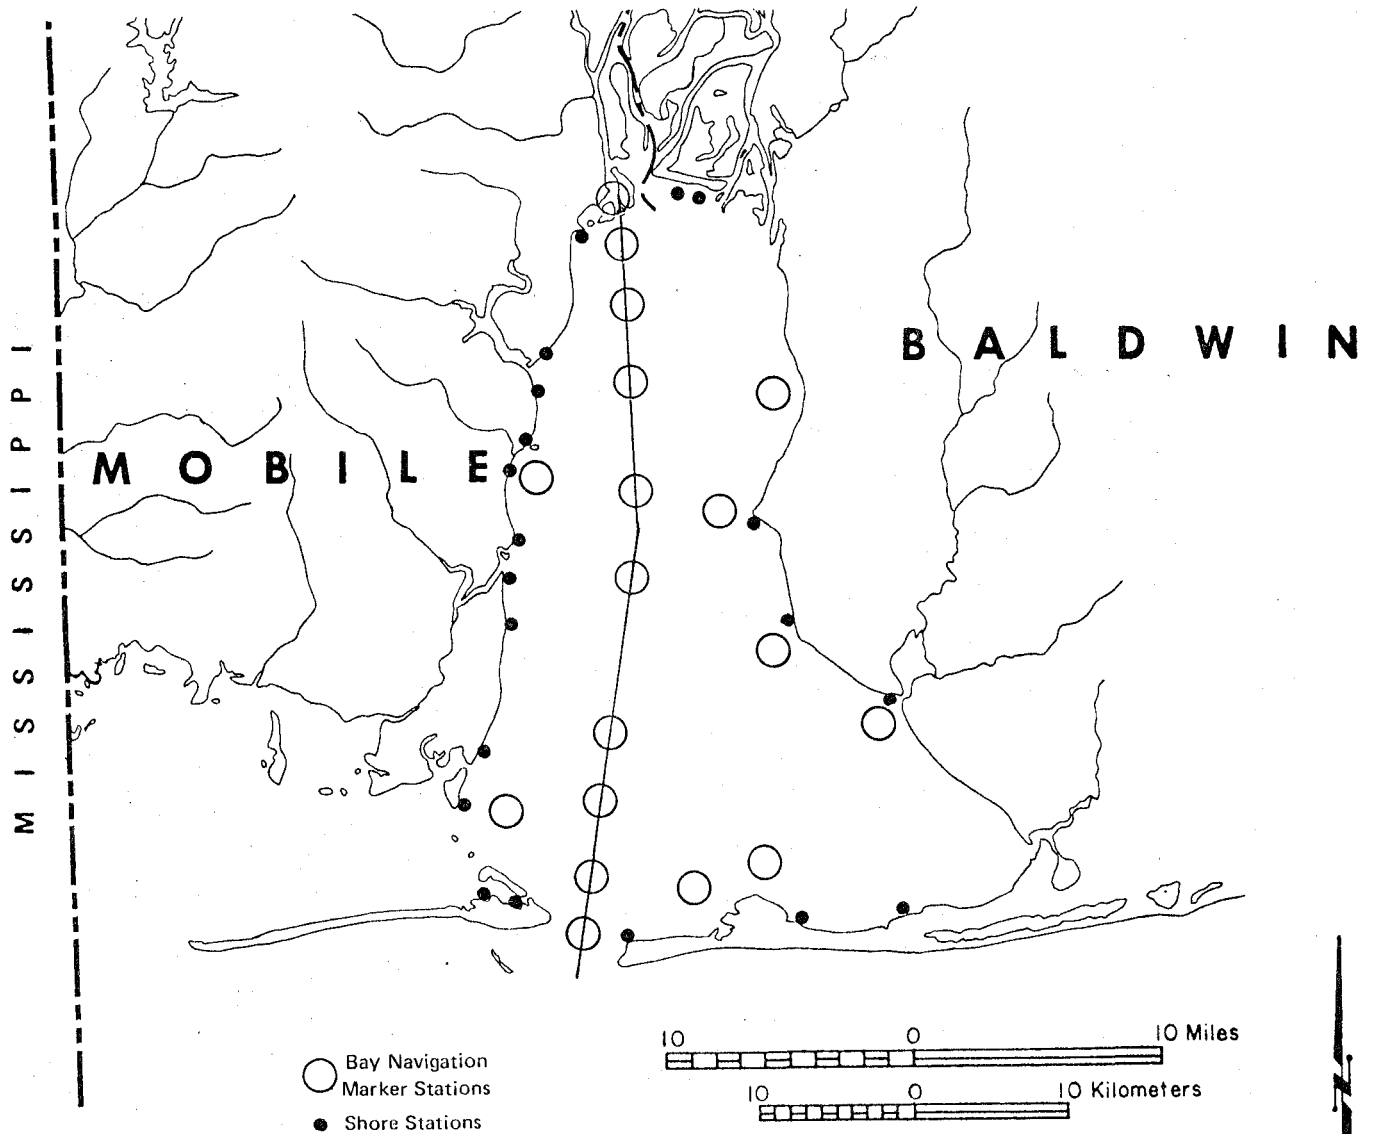 BALDWIN
MOBILE
MISSISSIPPI
10 0 10 Miles
Bay Navigation
Marker Stations
10 0 10 Kilometers
Shore Stations